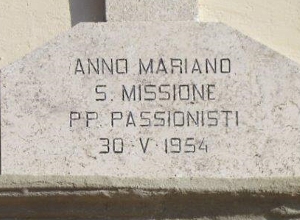 ANNO MARIANO
S. MISSIONE
PP. PASSIONISTI
30-V-1954